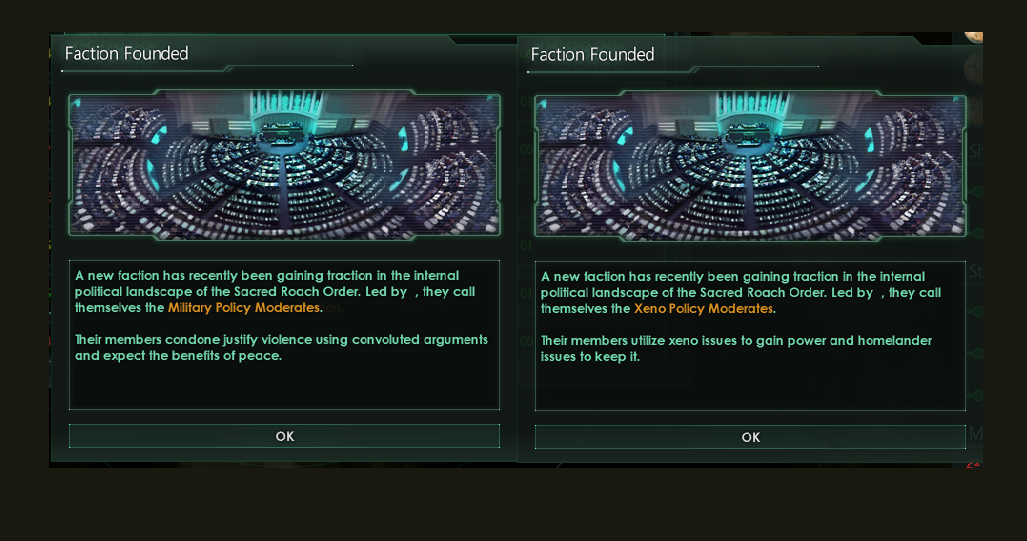 Faction Founded
A new faction has recently been gaining traction in the internal
political landscape of the Sacred Roach Order. Led by , they call
themselves the Military Policy Moderates.
Their members condone justify violence using convoluted arguments
and expect the benefits of peace.
OK
Faction Founded
A new faction has recently been gaining traction in the internal
political landscape of the Sacred Roach Order. Led by , they call
themselves the Xeno Policy Moderates.
Their members utilize xeno issues to gain power and homelander
issues to keep it.
OK